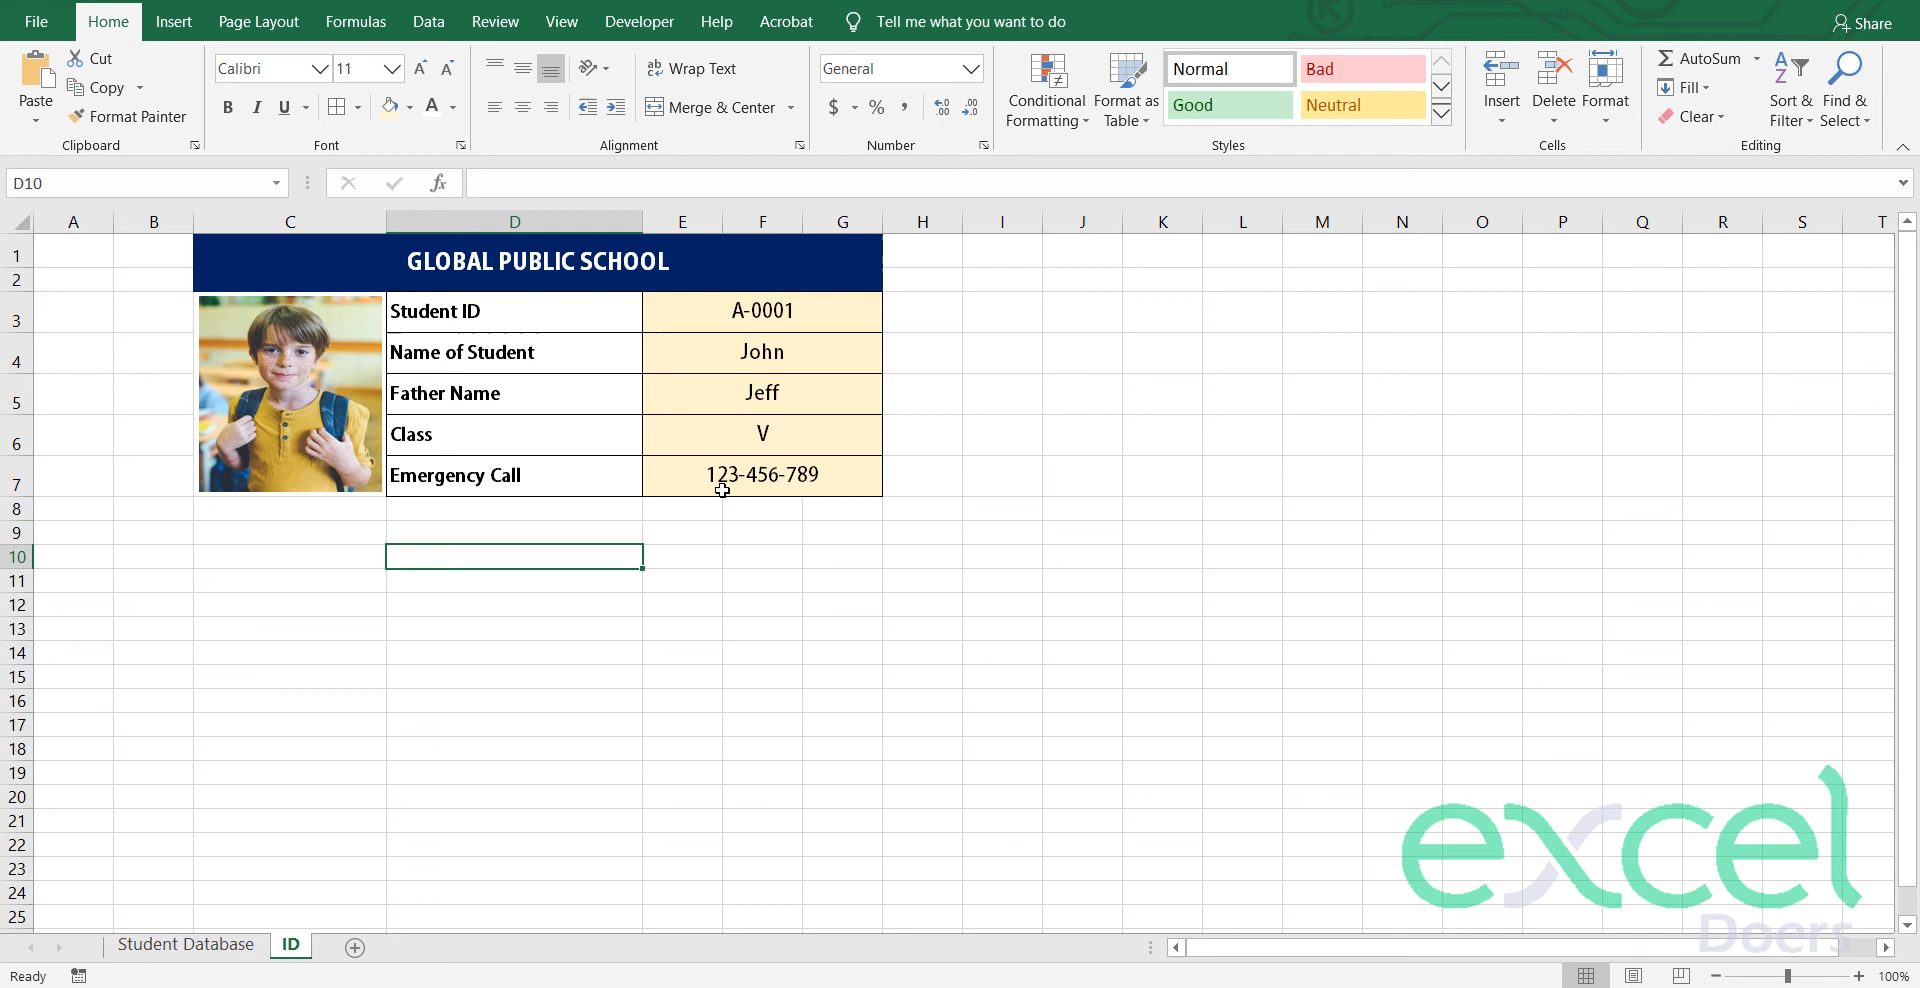 File Home Insert Page Layout Formulas Data Review View Developer Help Acrobat Tell me what you want to do Share
Paste
Cut
Copy
Format Painter
Clipboard
Calibri 11 A A
B I U A
Font
ab Wrap Text
Merge & Center
Alignment
General
$ % ,
Number
Conditional Formatting
Format as Table
Normal Bad
Good Neutral
Styles
Insert Delete Format
Cells
AutoSum
Fill
Clear
Sort & Filter
Find & Select
Editing
D10 fx
A B C D E F G H I J K L M N O P Q R S T
1 GLOBAL PUBLIC SCHOOL
2
3 Student ID A-0001
4 Name of Student John
5 Father Name Jeff
6 Class V
7 Emergency Call 123-456-789
8
9
10
11
12
13
14
15
16
17
18
19
20
21
22
23
24
25
excel
Doers
Student Database ID
Ready 100%